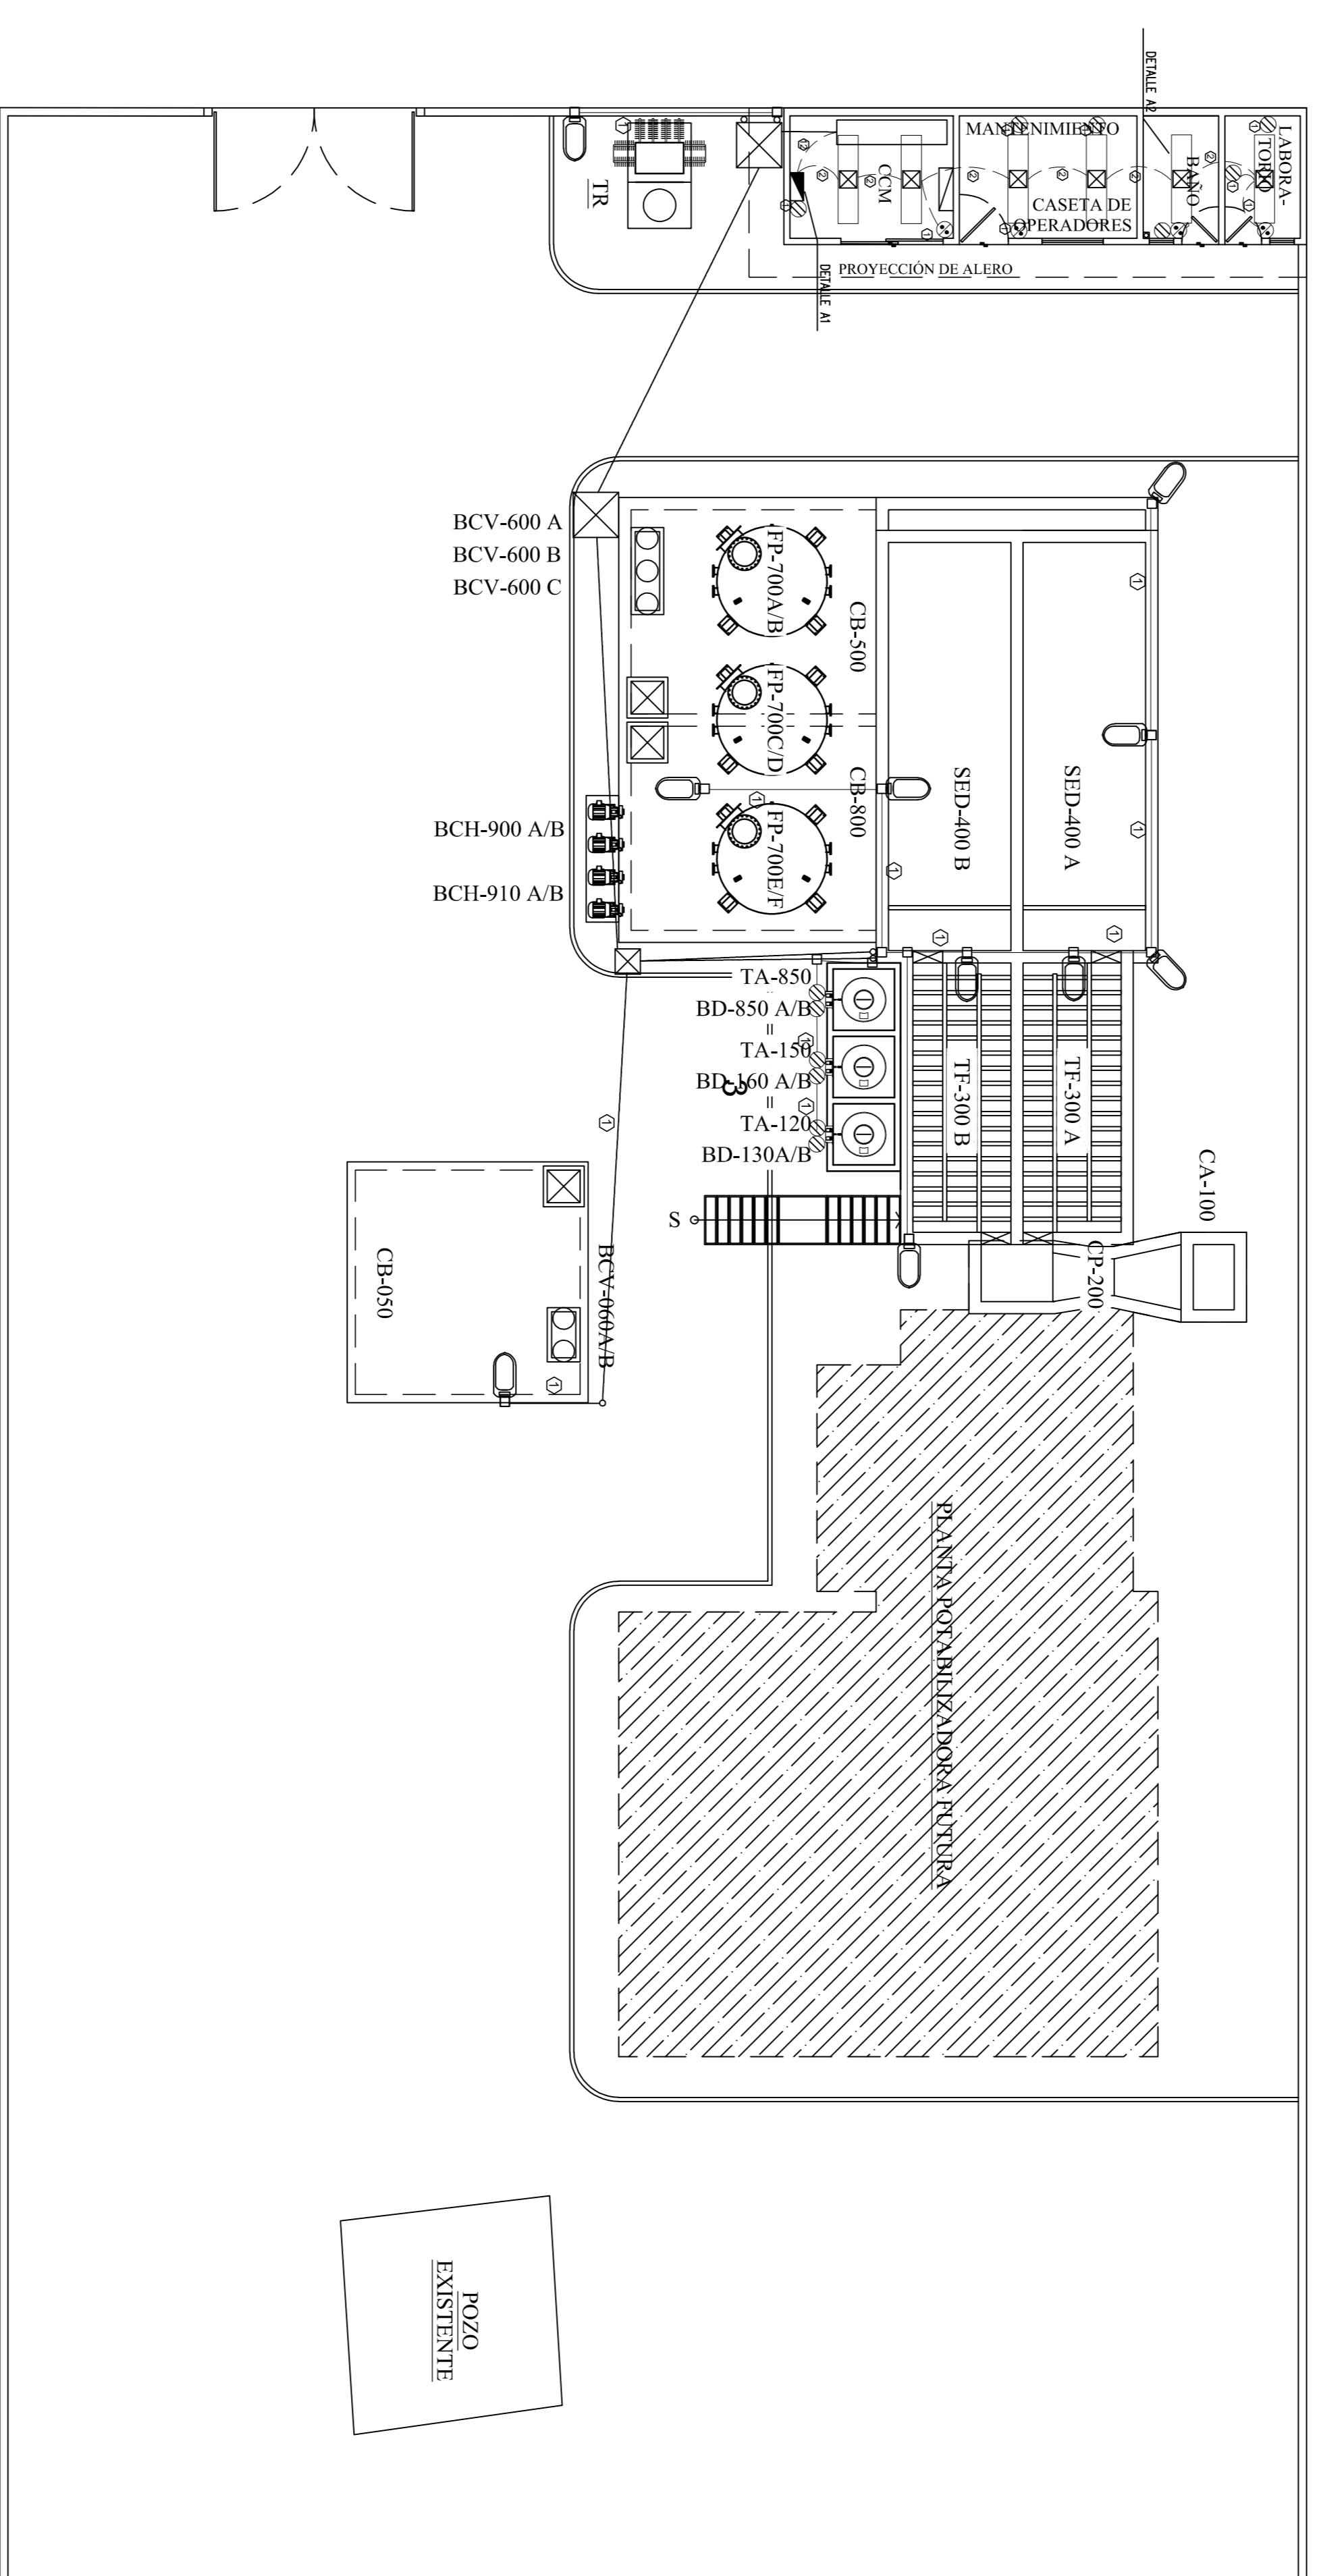 DETALLE A2
MANTENIMIENTO
LABORA-
TORIO
BAÑO
CCM
CASETA DE
OPERADORES
TR
PROYECCIÓN DE ALERO
DETALLE A1
BCV-600 A
BCV-600 B
BCV-600 C
FP-700A/B
CB-500
FP-700C/D
CB-800
FP-700E/F
SED-400 B
SED-400 A
BCH-900 A/B
BCH-910 A/B
TA-850
BD-850 A/B
TA-150
BD-160 A/B
3
TA-120
BD-130A/B
TF-300 B
TF-300 A
CA-100
CP-200
S
CB-050
BCV-060A/B
PLANTA POTABILIZADORA FUTURA
POZO
EXISTENTE